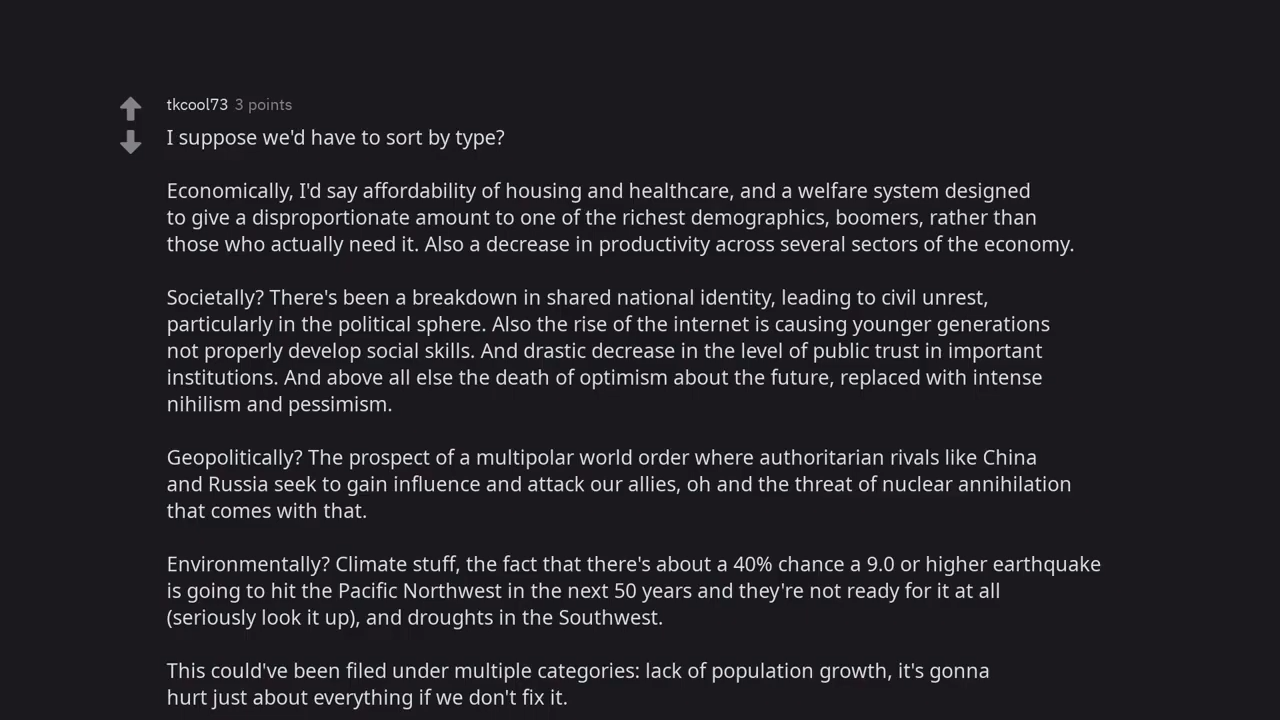 tkcool73 3 points
I suppose we'd have to sort by type?
Economically, I'd say affordability of housing and healthcare, and a welfare system designed
to give a disproportionate amount to one of the richest demographics, boomers, rather than
those who actually need it. Also a decrease in productivity across several sectors of the economy.
Societally? There's been a breakdown in shared national identity, leading to civil unrest,
particularly in the political sphere. Also the rise of the internet is causing younger generations
not properly develop social skills. And drastic decrease in the level of public trust in important
institutions. And above all else the death of optimism about the future, replaced with intense
nihilism and pessimism.
Geopolitically? The prospect of a multipolar world order where authoritarian rivals like China
and Russia seek to gain influence and attack our allies, oh and the threat of nuclear annihilation
that comes with that.
Environmentally? Climate stuff, the fact that there's about a 40% chance a 9.0 or higher earthquake
is going to hit the Pacific Northwest in the next 50 years and they're not ready for it at all
(seriously look it up), and droughts in the Southwest.
This could've been filed under multiple categories: lack of population growth, it's gonna
hurt just about everything if we don't fix it.